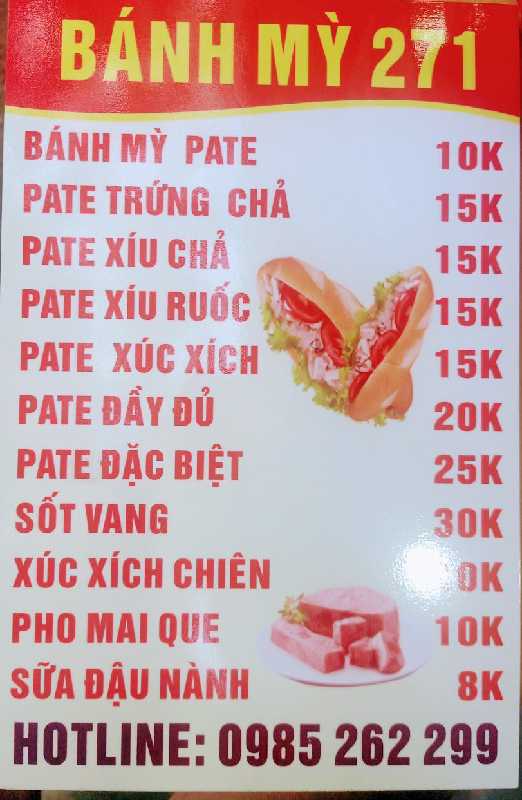 BÁNH MỲ 271
BÁNH MỲ PATE 10K
PATE TRỨNG CHẢ 15K
PATE XÍU CHẢ 15K
PATE XÍU RUỐC 15K
PATE XÚC XÍCH 15K
PATE ĐẦY ĐỦ 20K
PATE ĐẶC BIỆT 25K
SỐT VANG 30K
XÚC XÍCH CHIÊN
PHO MAI QUE 10K
SỮA ĐẬU NÀNH 8K
HOTLINE: 0985 262 299